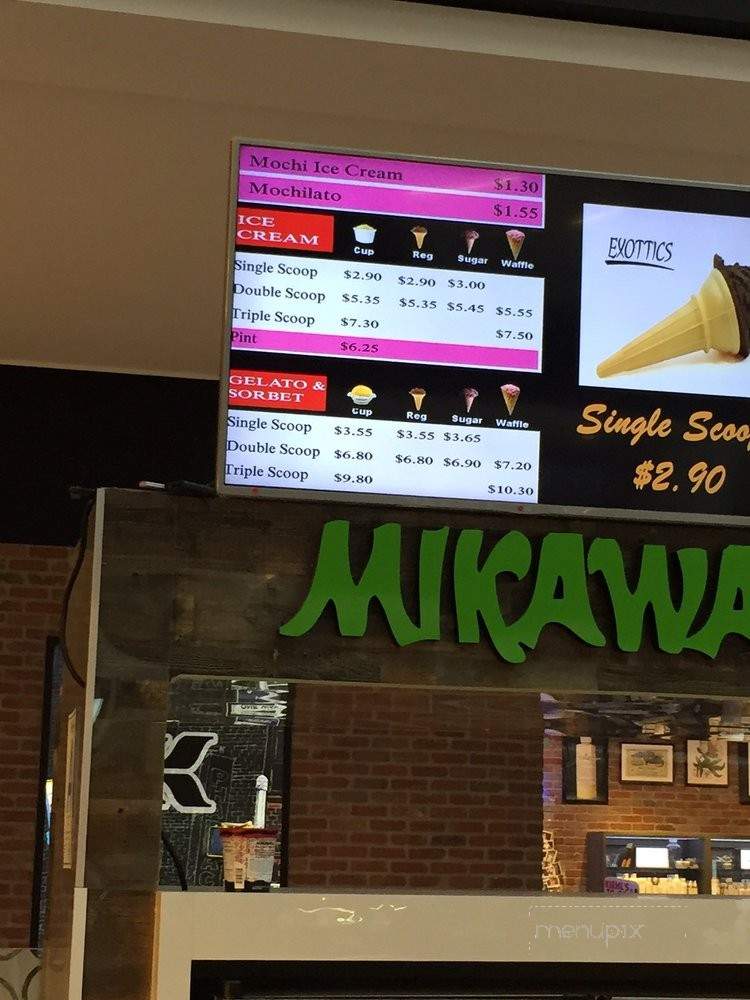 Mochi Ice Cream $1.30
Mochilato $1.55
ICE CREAM
Cup Reg Sugar Waffle
Single Scoop $2.90 $2.90 $3.00
Double Scoop $5.35 $5.35 $5.45 $5.55
Triple Scoop $7.30 $7.50
Pint $6.25
GELATO & SORBET
Cup Reg Sugar Waffle
Single Scoop $3.55 $3.55 $3.65
Double Scoop $6.80 $6.80 $6.90 $7.20
Triple Scoop $9.80 $10.30
EXOTTICS
Single Scoo
$2.90
MIKAWA
menupix